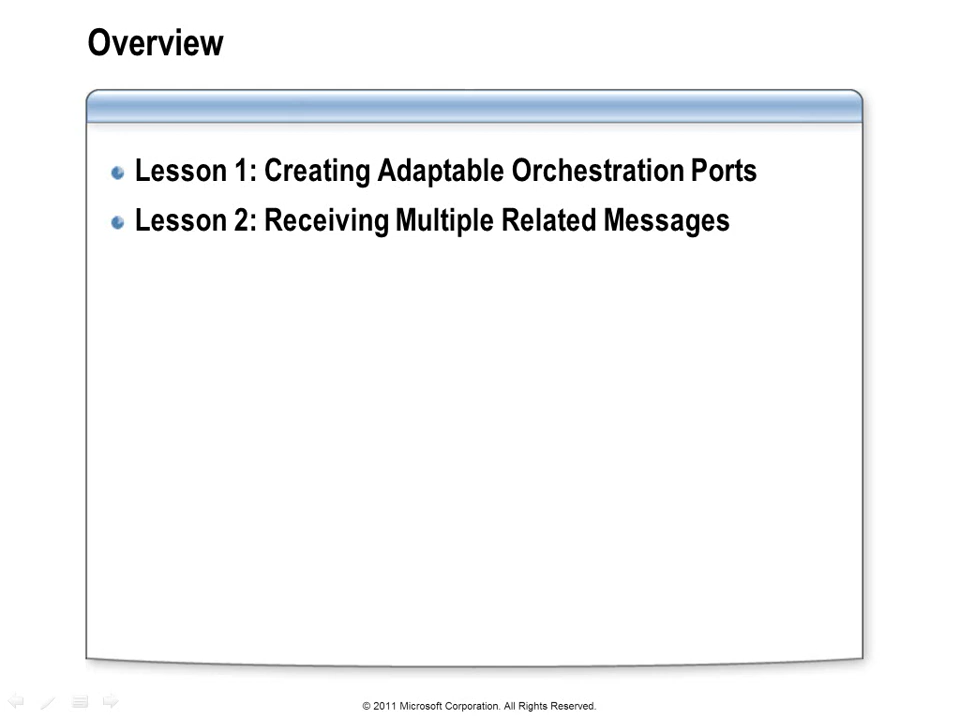 Overview
Lesson 1: Creating Adaptable Orchestration Ports
Lesson 2: Receiving Multiple Related Messages
© 2011 Microsoft Corporation. All Rights Reserved.